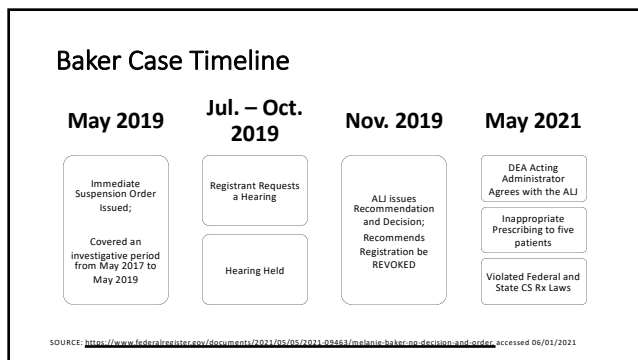 Baker Case Timeline
May 2019
Jul. – Oct.
2019
Nov. 2019
May 2021
Immediate
Suspension Order
Issued;
Covered an
investigative period
from May 2017 to
May 2019
Registrant Requests
a Hearing
Hearing Held
ALJ issues
Recommendation
and Decision;
Recommends
Registration be
REVOKED
DEA Acting
Administrator
Agrees with the ALJ
Inappropriate
Prescribing to five
patients
Violated Federal and
State CS Rx Laws
SOURCE: https://www.federalregister.gov/documents/2021/05/05/2021-09463/melanie-baker-np-decision-and-order, accessed 06/01/2021